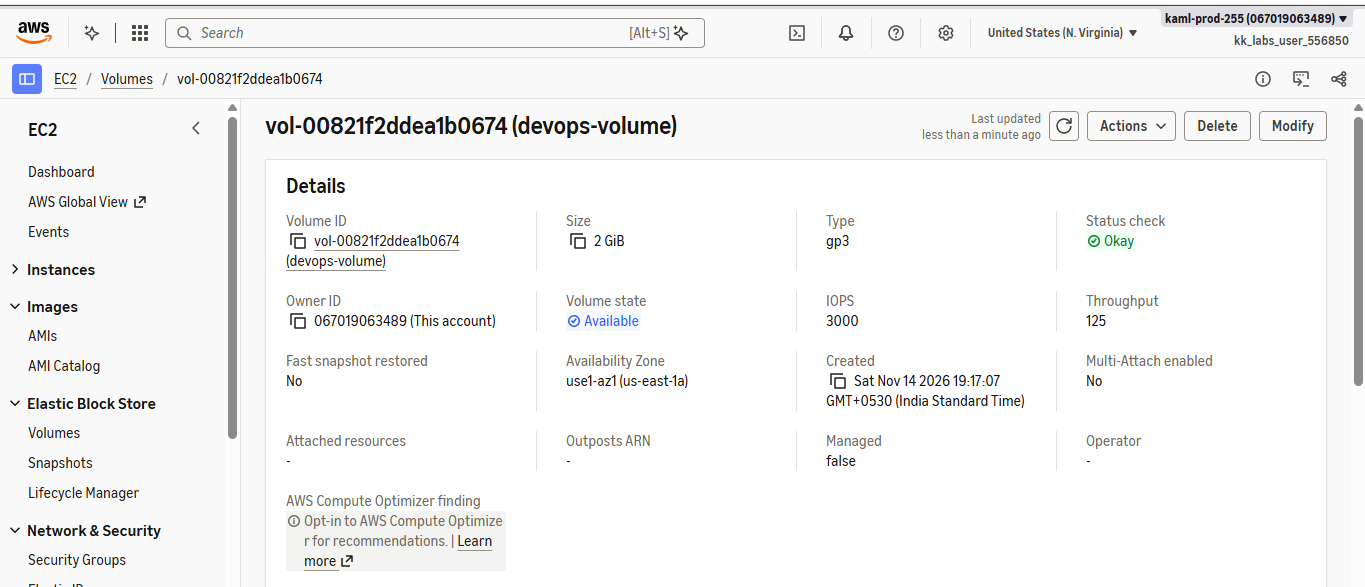 aws
Search
[Alt+S]
United States (N. Virginia)
kaml-prod-255 (067019063489)
kk_labs_user_556850
EC2 / Volumes / vol-00821f2ddea1b0674
EC2
Dashboard
AWS Global View
Events
Instances
Images
AMIs
AMI Catalog
Elastic Block Store
Volumes
Snapshots
Lifecycle Manager
Network & Security
Security Groups
vol-00821f2ddea1b0674 (devops-volume)
Last updated
less than a minute ago
Actions
Delete
Modify
Details
Volume ID
vol-00821f2ddea1b0674
(devops-volume)
Size
2 GiB
Type
gp3
Status check
Okay
Owner ID
067019063489 (This account)
Volume state
Available
IOPS
3000
Throughput
125
Fast snapshot restored
No
Availability Zone
use1-az1 (us-east-1a)
Created
Sat Nov 14 2026 19:17:07
GMT+0530 (India Standard Time)
Multi-Attach enabled
No
Attached resources
-
Outposts ARN
-
Managed
false
Operator
-
AWS Compute Optimizer finding
Opt-in to AWS Compute Optimize
r for recommendations. | Learn
more